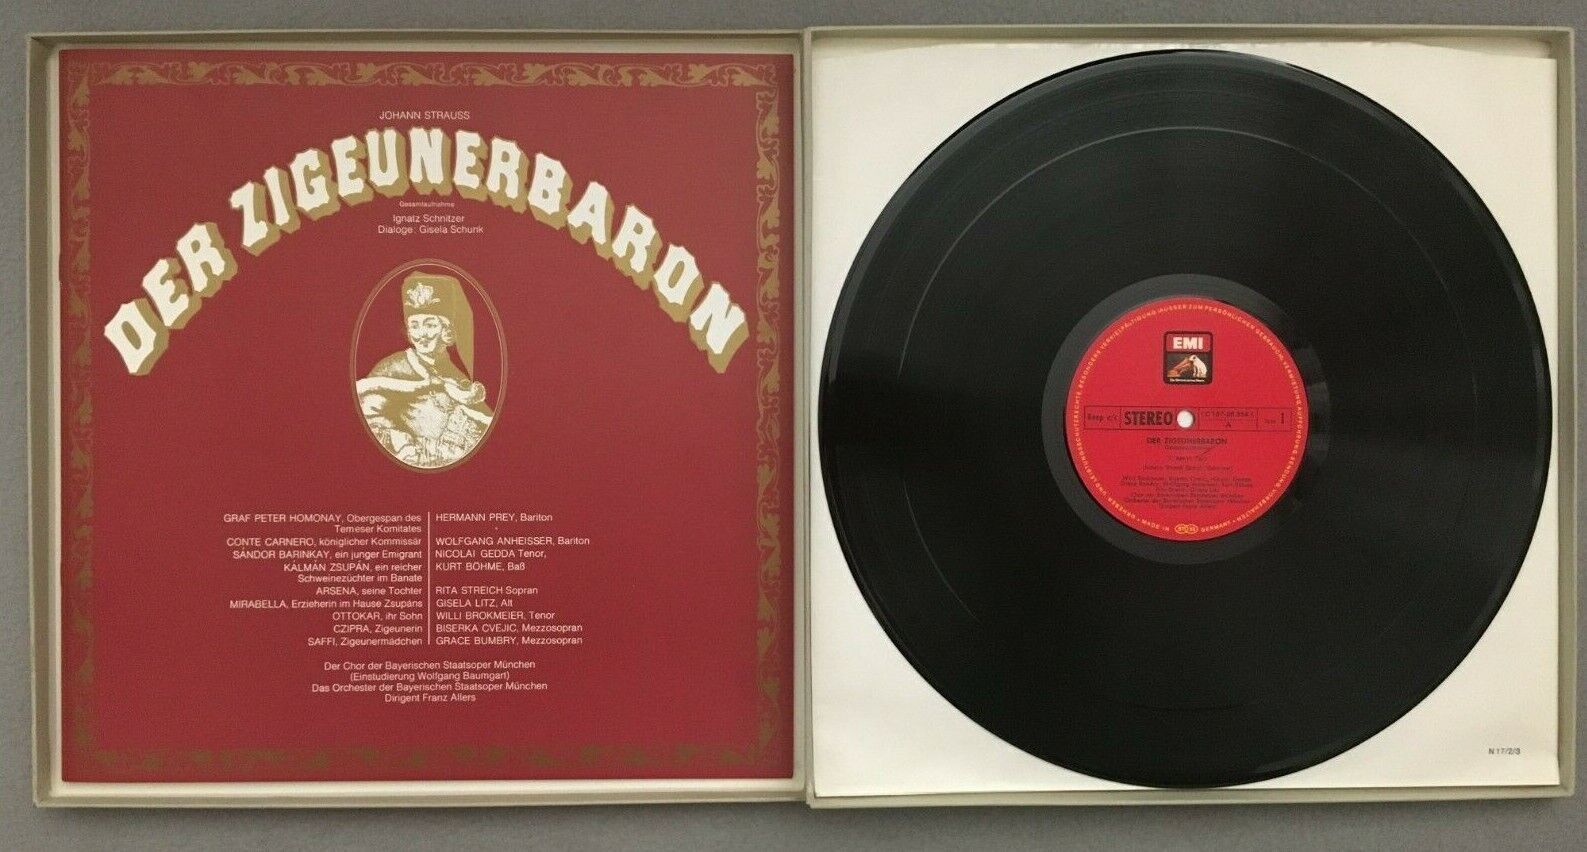 JOHANN STRAUSS
DER ZIGEUNERBARON
Gesamtaufnahme
Ignatz Schnitzer
Dialoge: Gisela Schunk
GRAF PETER HOMONAY, Obergespan des Temeser Komitates
HERMANN PREY, Bariton
CONTE CARNERO, königlicher Kommissär
WOLFGANG ANHEISSER, Bariton
SÁNDOR BARINKAY, ein junger Emigrant
NICOLAI GEDDA Tenor,
KÁLMÁN ZSUPÁN, ein reicher Schweinezüchter im Banate
KURT BÖHME, Baß
ARSENA, seine Tochter
RITA STREICH Sopran
MIRABELLA, Erzieherin im Hause Zsupáns
GISELA LITZ, Alt
OTTOKAR, ihr Sohn
WILLI BROKMEIER, Tenor
CZIPRA, Zigeunerin
BISERKA CVEJIC, Mezzosopran
SAFFI, Zigeunermädchen
GRACE BUMBRY, Mezzosopran
Der Chor der Bayerischen Staatsoper München
(Einstudierung Wolfgang Baumgart)
Das Orchester der Bayerischen Staatsoper München
Dirigent Franz Allers
EMI
STEREO
A
1
DER ZIGEUNERBARON
MADE IN GERMANY
N 17/2/3